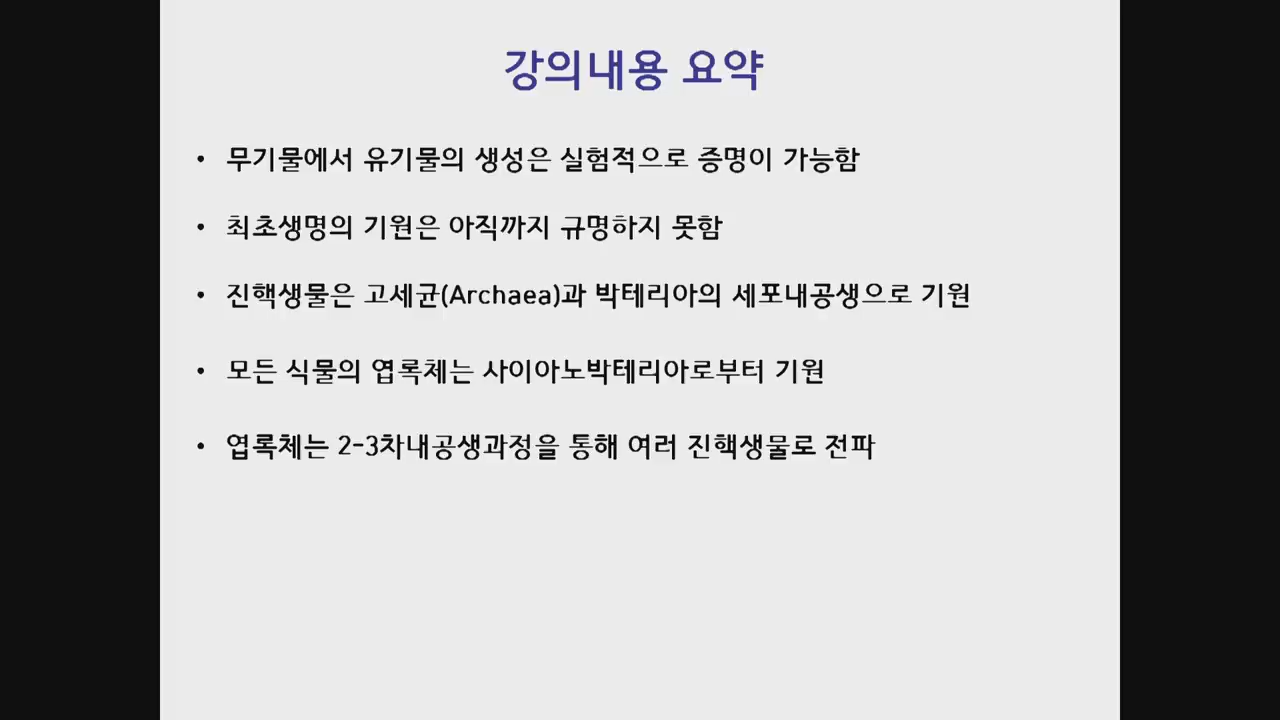 강의내용 요약
• 무기물에서 유기물의 생성은 실험적으로 증명이 가능함
• 최초생명의 기원은 아직까지 규명하지 못함
• 진핵생물은 고세균(Archaea)과 박테리아의 세포내공생으로 기원
• 모든 식물의 엽록체는 사이아노박테리아로부터 기원
• 엽록체는 2-3차내공생과정을 통해 여러 진핵생물로 전파